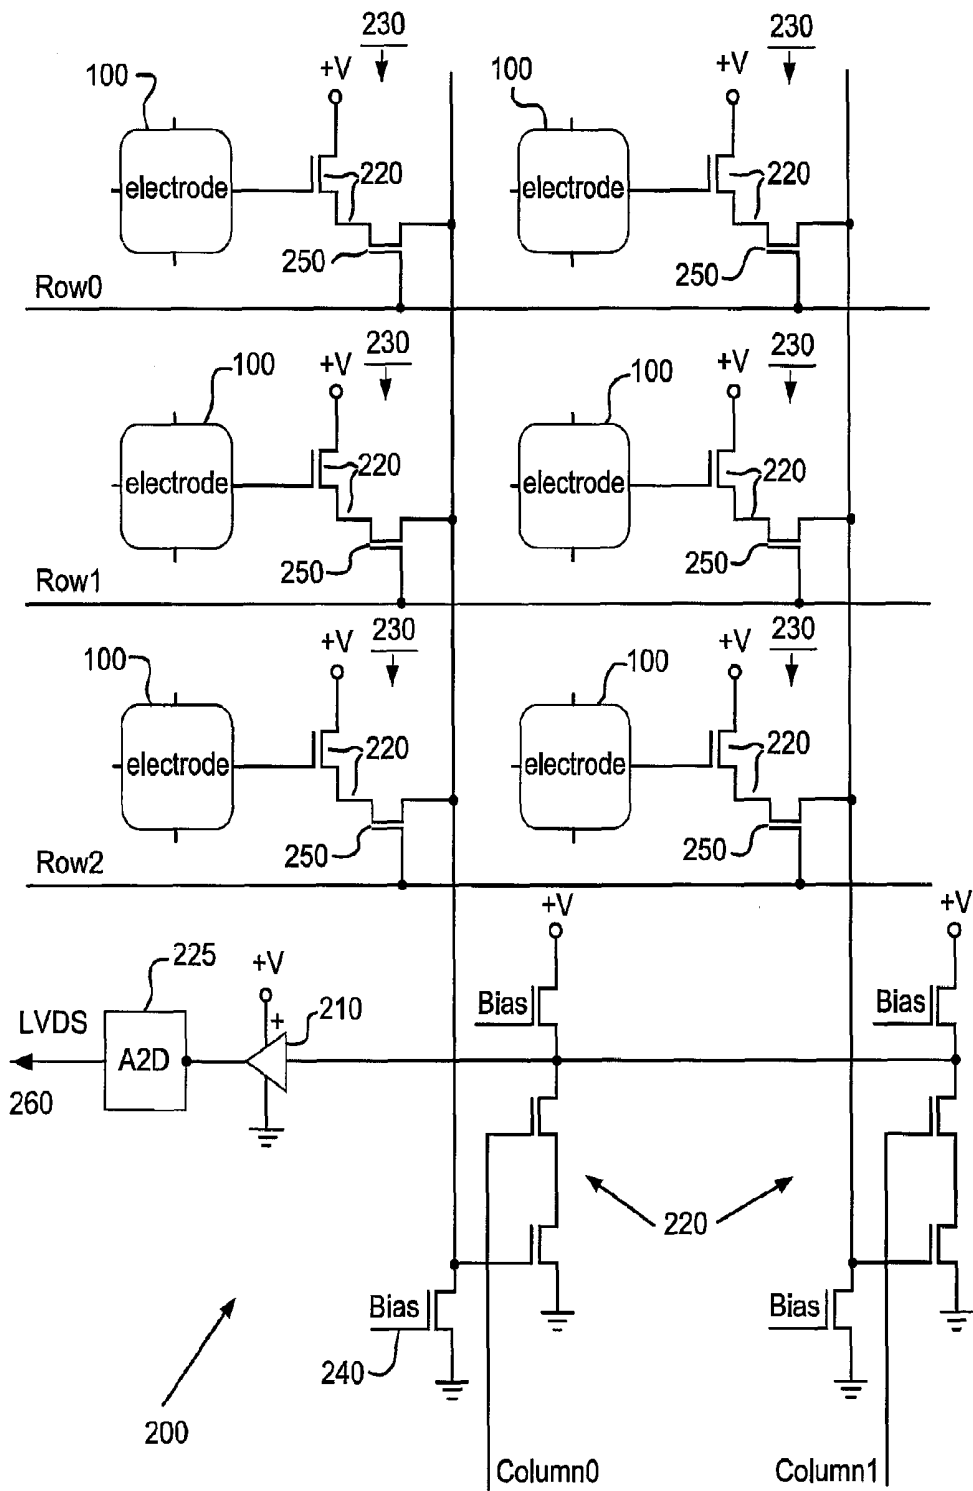 230 230
+V +V
100 100
electrode 220 electrode 220
250 250
Row0
230 230
+V +V
100 100
electrode 220 electrode 220
250 250
Row1
230 230
+V +V
100 100
electrode 220 electrode 220
250 250
Row2
+V +V
225 +V
Bias Bias
LVDS + 210
A2D
260
220
Bias Bias
240
200
Column0 Column1